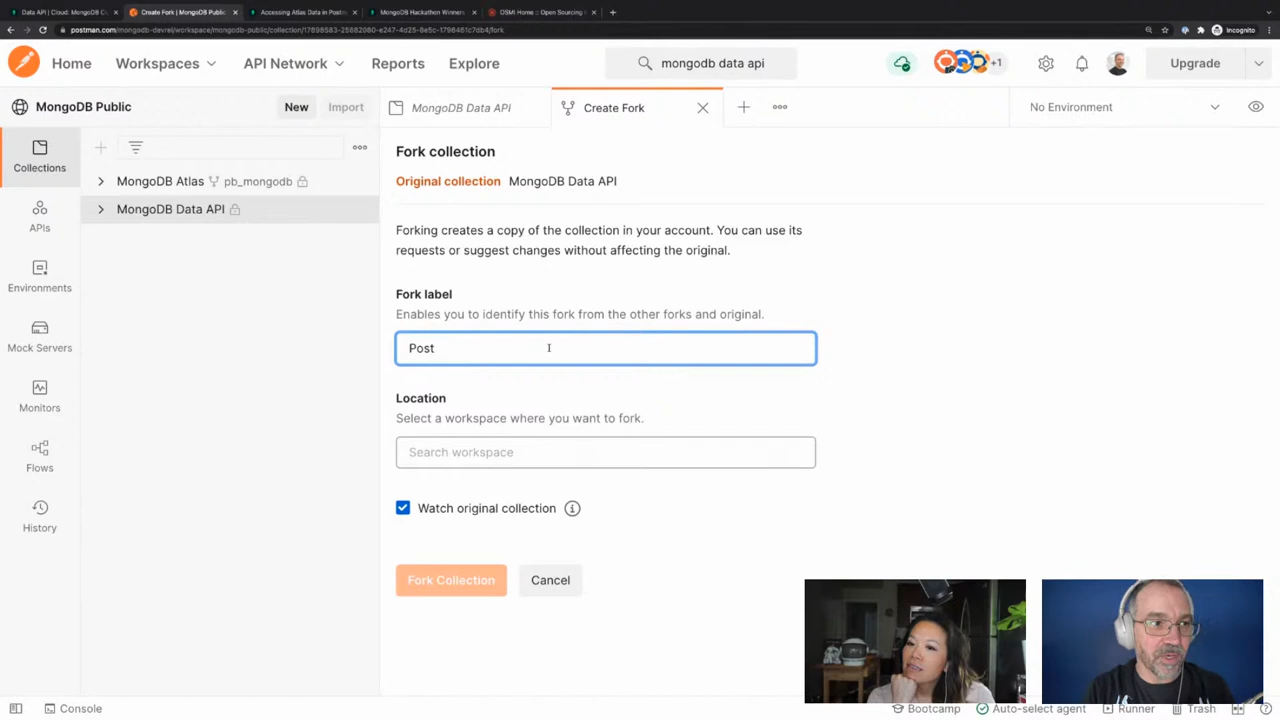 Data API | Cloud: MongoDB Cl
Create Fork | MongoDB Public
Accessing Atlas Data in Postm
MongoDB Hackathon Winners
OSMI Home :: Open Sourcing
Incognito
Home
Workspaces
API Network
Reports
Explore
mongodb data api
+1
Upgrade
MongoDB Public
New
Import
MongoDB Data API
Create Fork
No Environment
Collections
APIs
Environments
Mock Servers
Monitors
Flows
History
MongoDB Atlas pb_mongodb
MongoDB Data API
Fork collection
Original collection MongoDB Data API
Forking creates a copy of the collection in your account. You can use its
requests or suggest changes without affecting the original.
Fork label
Enables you to identify this fork from the other forks and original.
Post
Location
Select a workspace where you want to fork.
Search workspace
Watch original collection
Fork Collection
Cancel
Console
Bootcamp
Auto-select agent
Runner
Trash